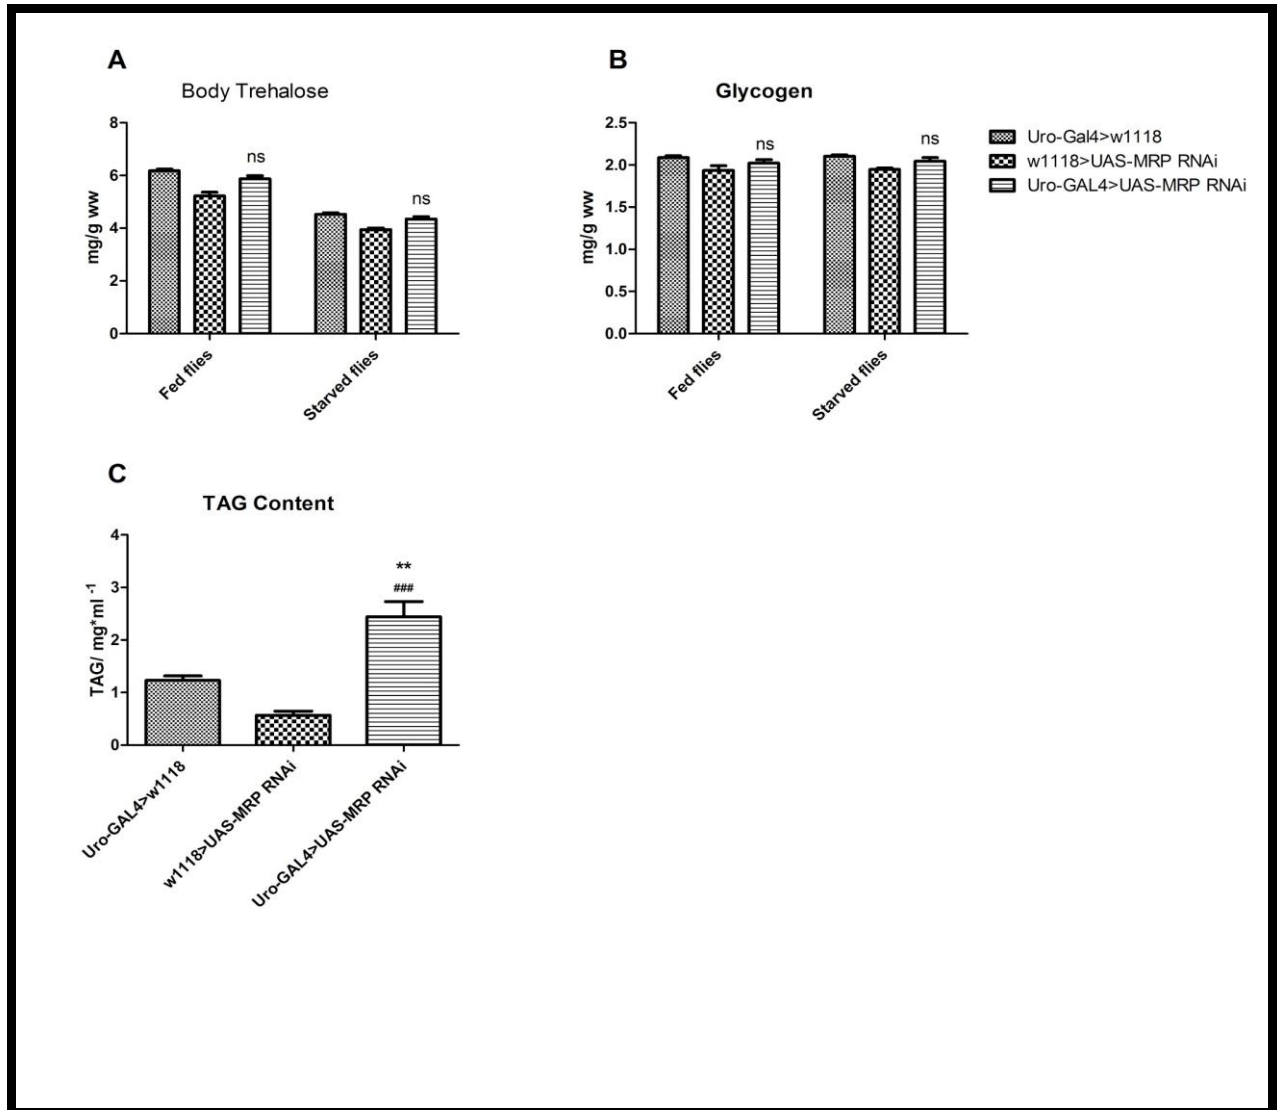 A
Body Trehalose
8
6
4
2
0
mg/g ww
ns
ns
Fed flies
Starved flies
B
Glycogen
2.5
2.0
1.5
1.0
0.5
0.0
mg/g ww
ns
ns
Fed flies
Starved flies
Uro-Gal4>w1118
w1118>UAS-MRP RNAi
Uro-GAL4>UAS-MRP RNAi
C
TAG Content
4
3
2
1
0
TAG/ mg*ml -1
**
###
Uro-GAL4>w1118
w1118>UAS-MRP RNAi
Uro-GAL4>UAS-MRP RNAi